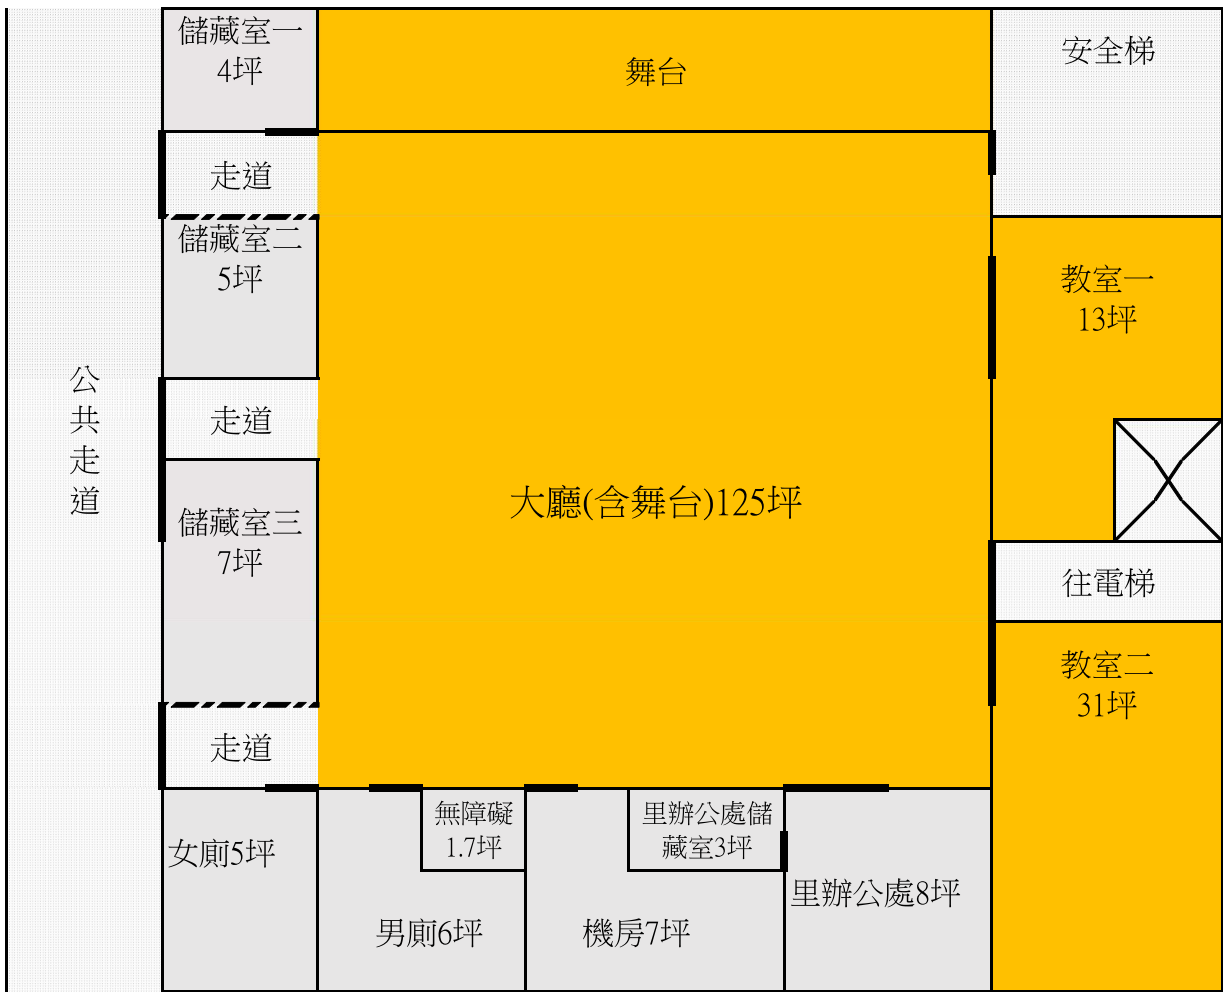 儲藏室一
4坪
舞台
安全梯
走道
儲藏室二
5坪
教室一
13坪
公共走道
走道
大廳(含舞台)125坪
儲藏室三
7坪
往電梯
教室二
31坪
走道
女廁5坪
無障礙
1.7坪
男廁6坪
機房7坪
里辦公處儲
藏室3坪
里辦公處8坪